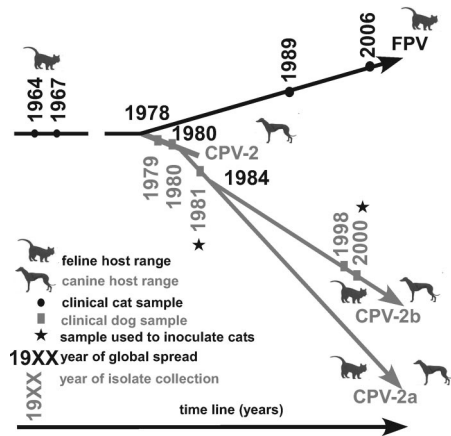 2006
FPV
1989
1964
1967
1978
1980
CPV-2
1979
1980
1981
1984
1998
2000
CPV-2b
CPV-2a
feline host range
canine host range
clinical cat sample
clinical dog sample
sample used to inoculate cats
19XX year of global spread
19XX year of isolate collection
time line (years)